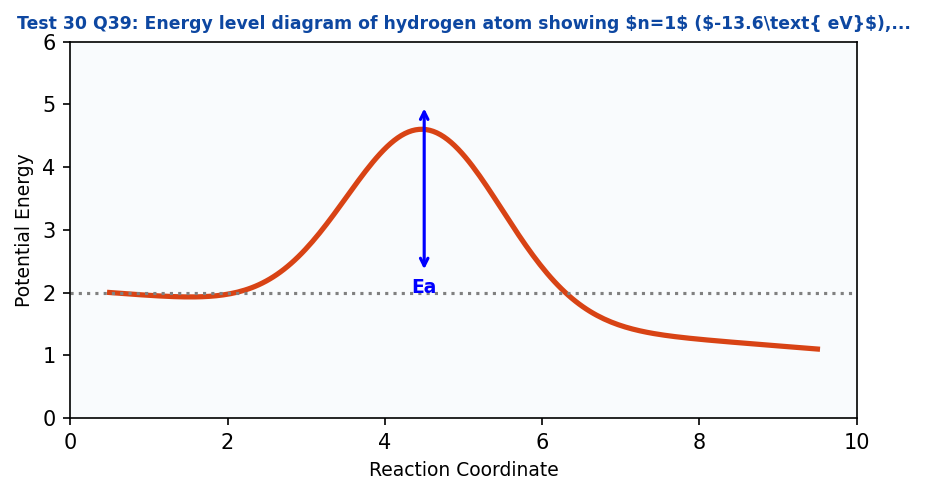 Test 30 Q39: Energy level diagram of hydrogen atom showing $n=1$ ($-13.6\text{ eV}$),...
6
5
4
3
2
1
0
Potential Energy
Ea
0 2 4 6 8 10
Reaction Coordinate